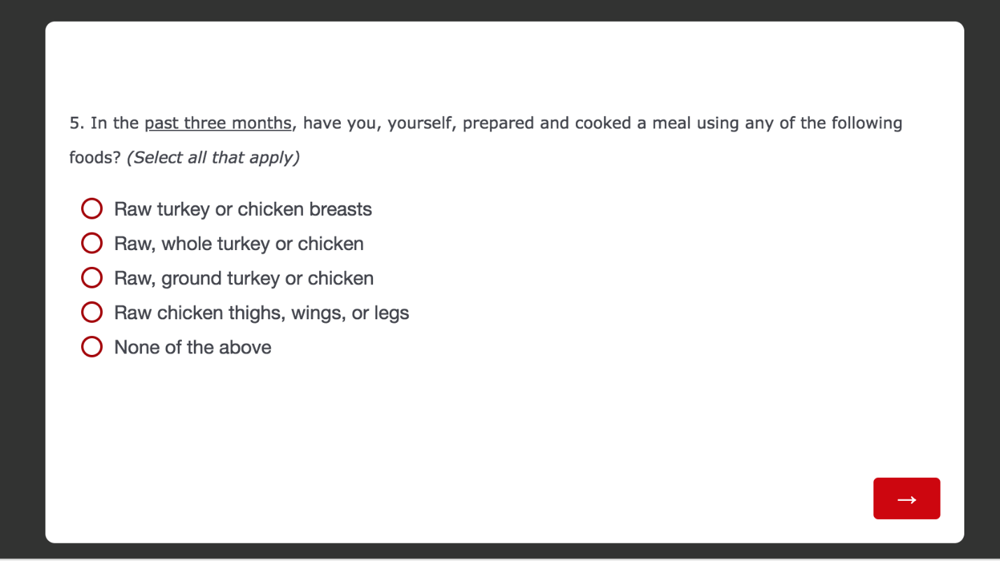 5. In the past three months, have you, yourself, prepared and cooked a meal using any of the following
foods? (Select all that apply)
Raw turkey or chicken breasts
Raw, whole turkey or chicken
Raw, ground turkey or chicken
Raw chicken thighs, wings, or legs
None of the above
→